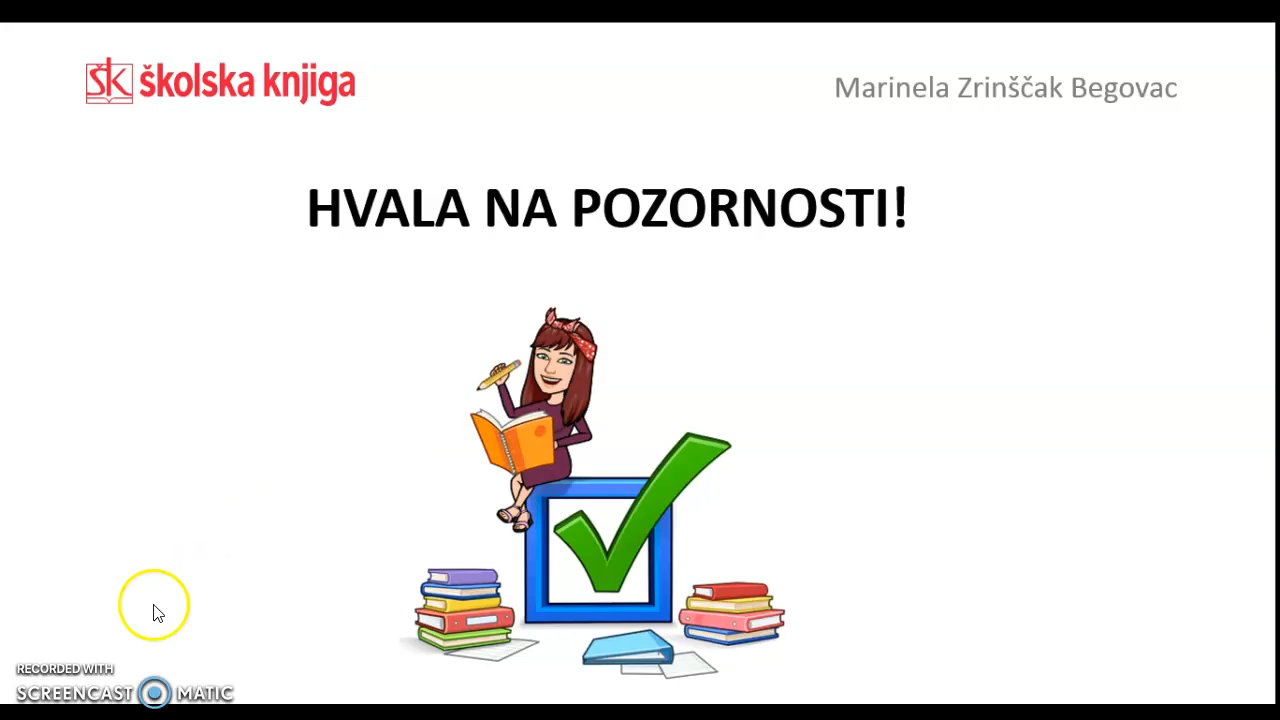 ŠK školska knjiga
Marinela Zrinščak Begovac
HVALA NA POZORNOSTI!
RECORDED WITH
SCREENCAST MATIC